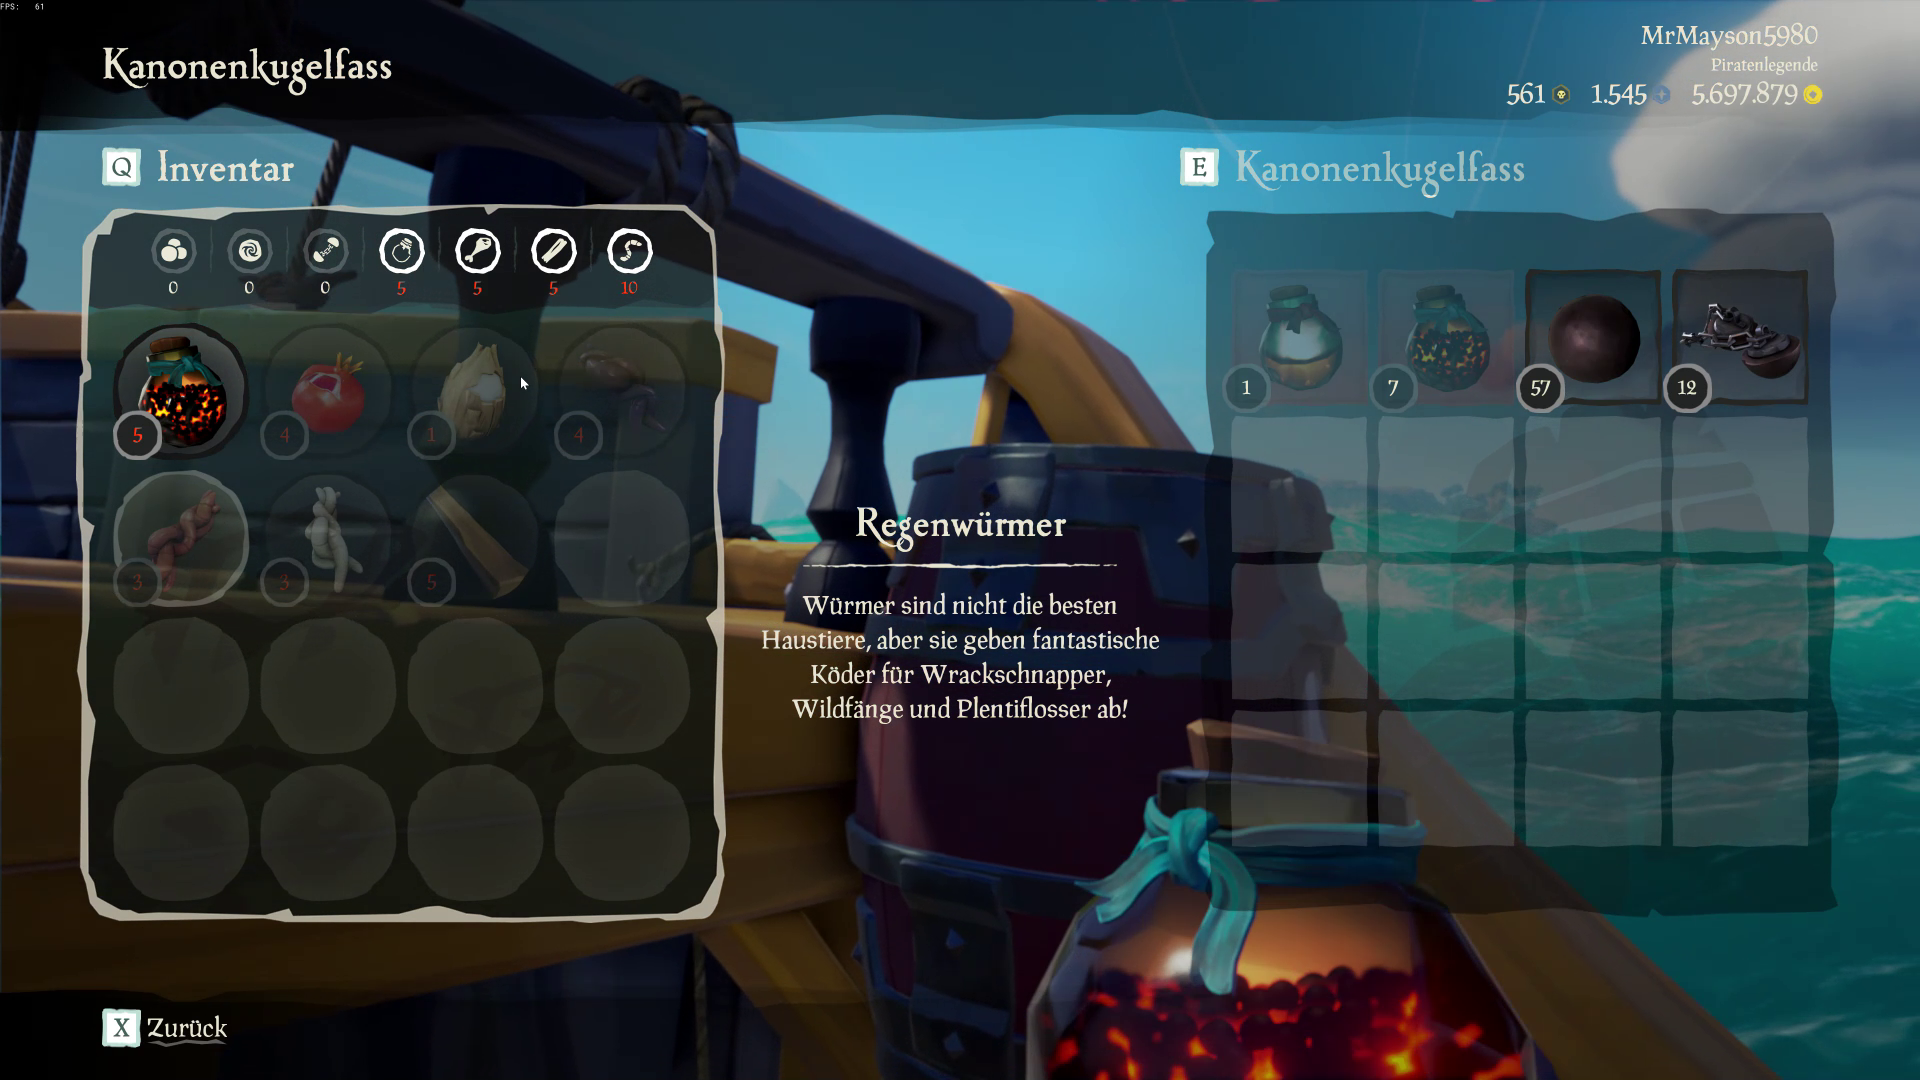 FPS: 61
Kanonenkugelfass
MrMayson5980
Piratenlegende
561 1.545 5.697.879
Q Inventar
E Kanonenkugelfass
0 0 0 5 5 5 10
5 4 1 4
1 7 57 12
3 3 5
Regenwürmer
Würmer sind nicht die besten
Haustiere, aber sie geben fantastische
Köder für Wrackschnapper,
Wildfänge und Plentiflosser ab!
X Zurück